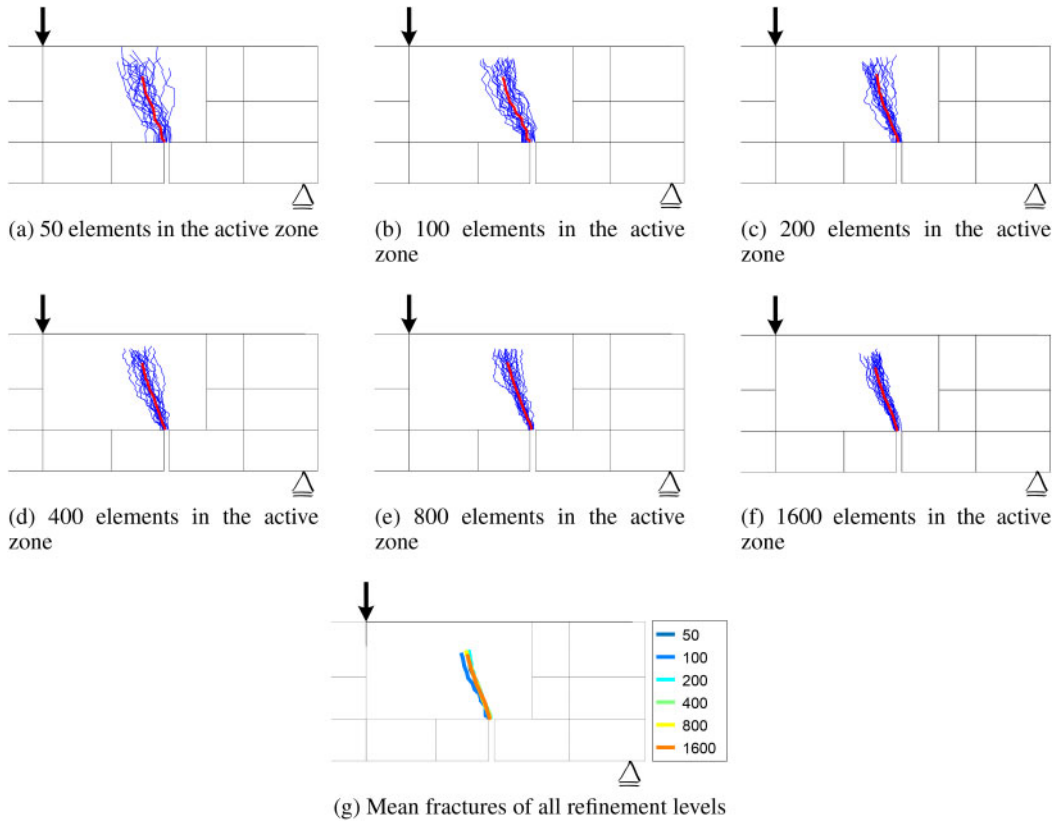 (a) 50 elements in the active zone
(b) 100 elements in the active
zone
(c) 200 elements in the active
zone
(d) 400 elements in the active
zone
(e) 800 elements in the active
zone
(f) 1600 elements in the active
zone
50
100
200
400
800
1600
(g) Mean fractures of all refinement levels